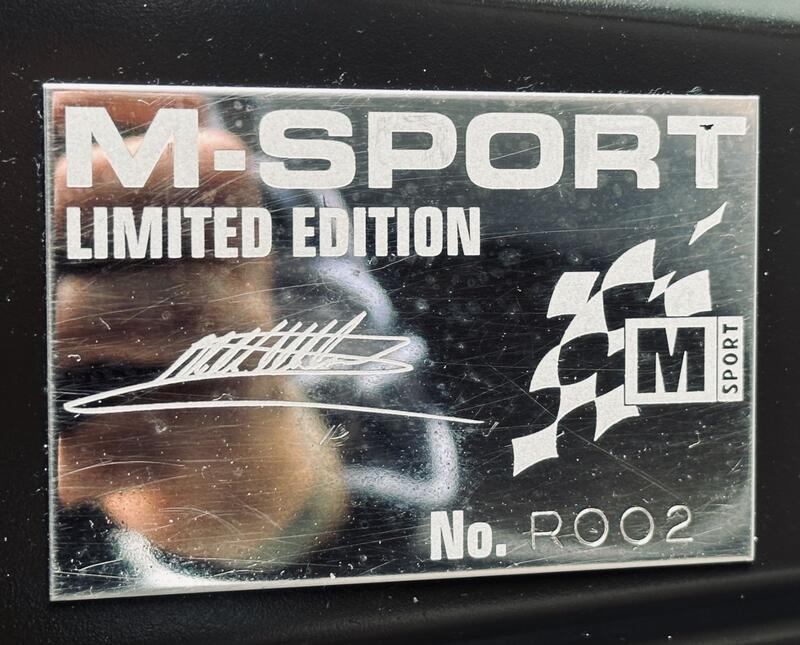 M-SPORT
LIMITED EDITION
M
SPORT
No. R002